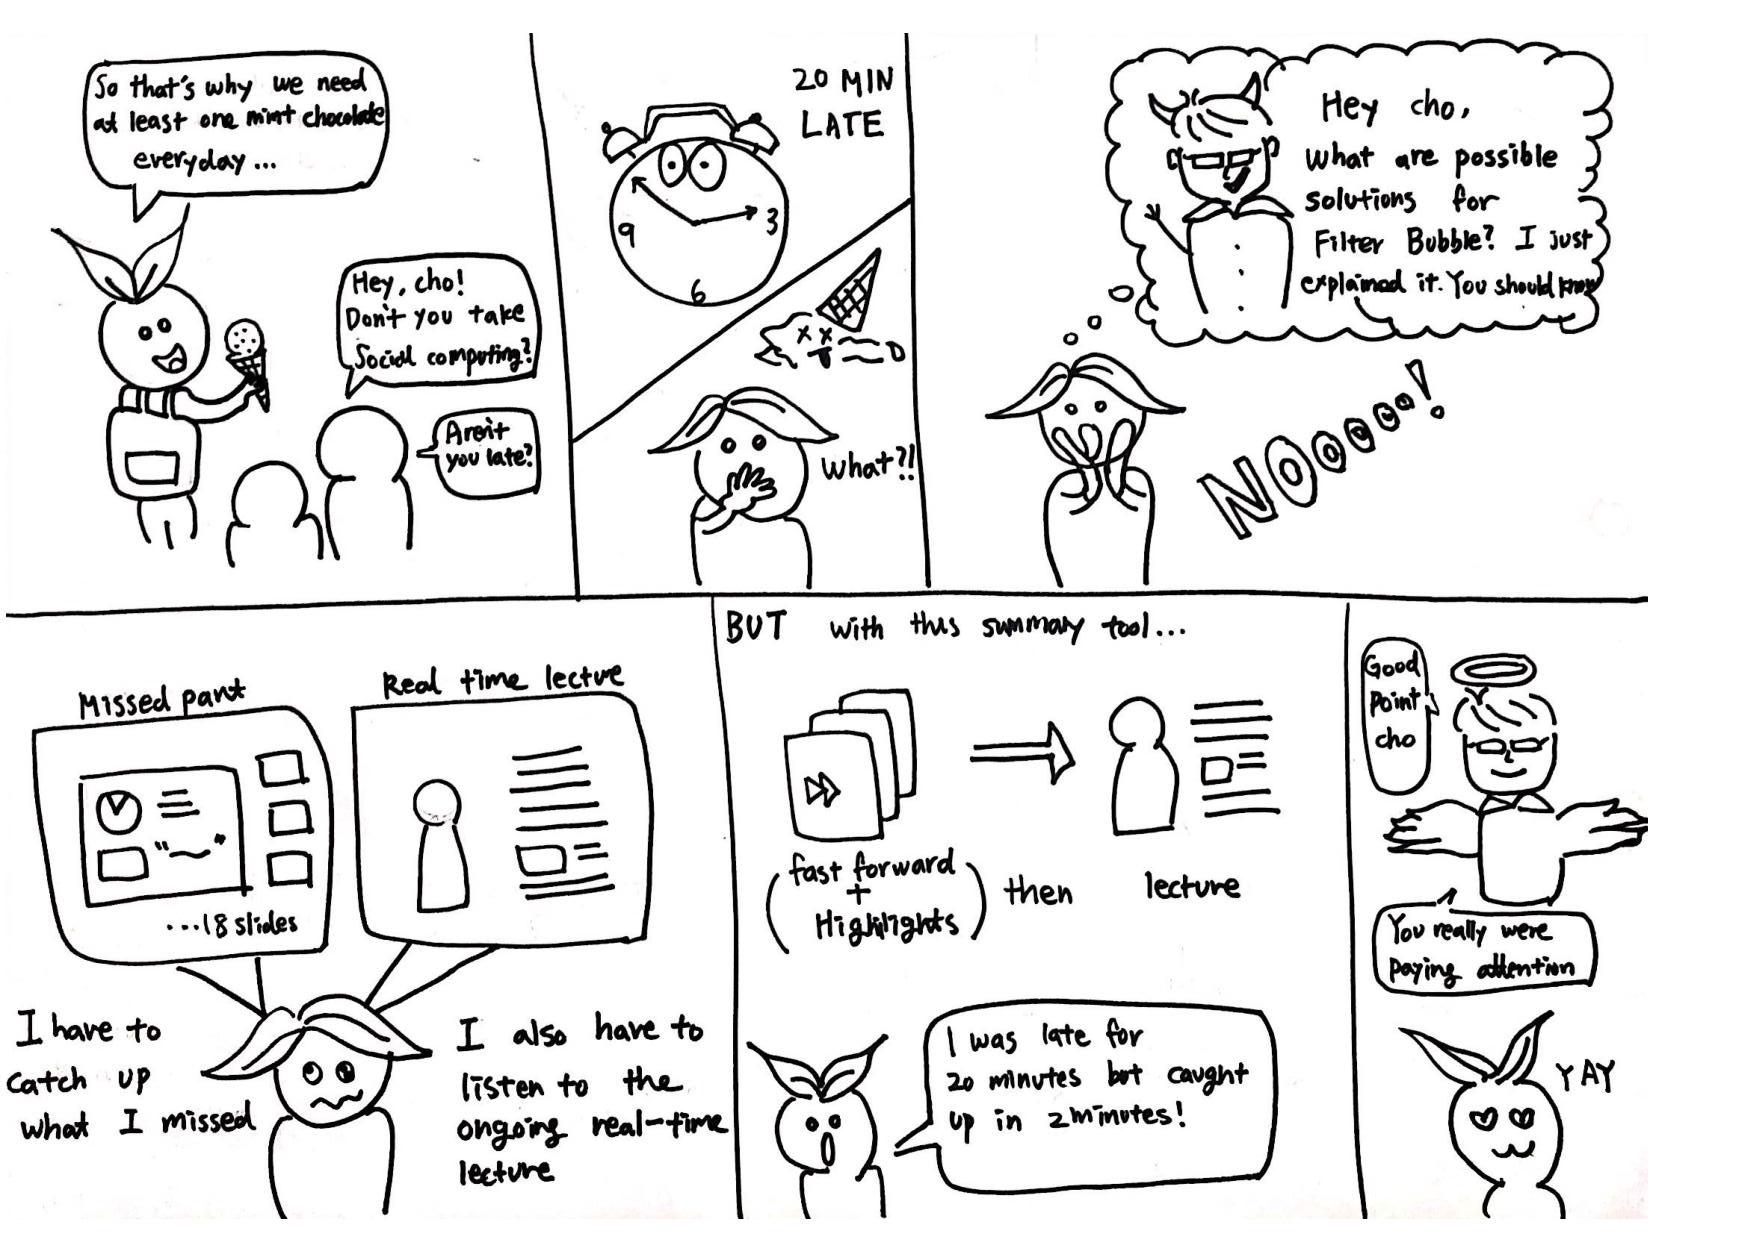 So that's why we need
at least one mint chocolate
everyday...
Hey, cho!
Don't you take
Social computing?
Aren't
you late?
20 MIN
LATE
9
3
6
What?!
Hey cho,
What are possible
solutions for
Filter Bubble? I just
explained it. You should know
NOoooo!
Missed part
...18 slides
Real time lecture
I have to
catch up
what I missed
I also have to
listen to the
ongoing real-time
lecture
BUT with this summary tool...
(fast forward
+
Highlights)
then
lecture
I was late for
20 minutes but caught
up in 2 minutes!
Good
Point
cho
You really were
paying attention
YAY